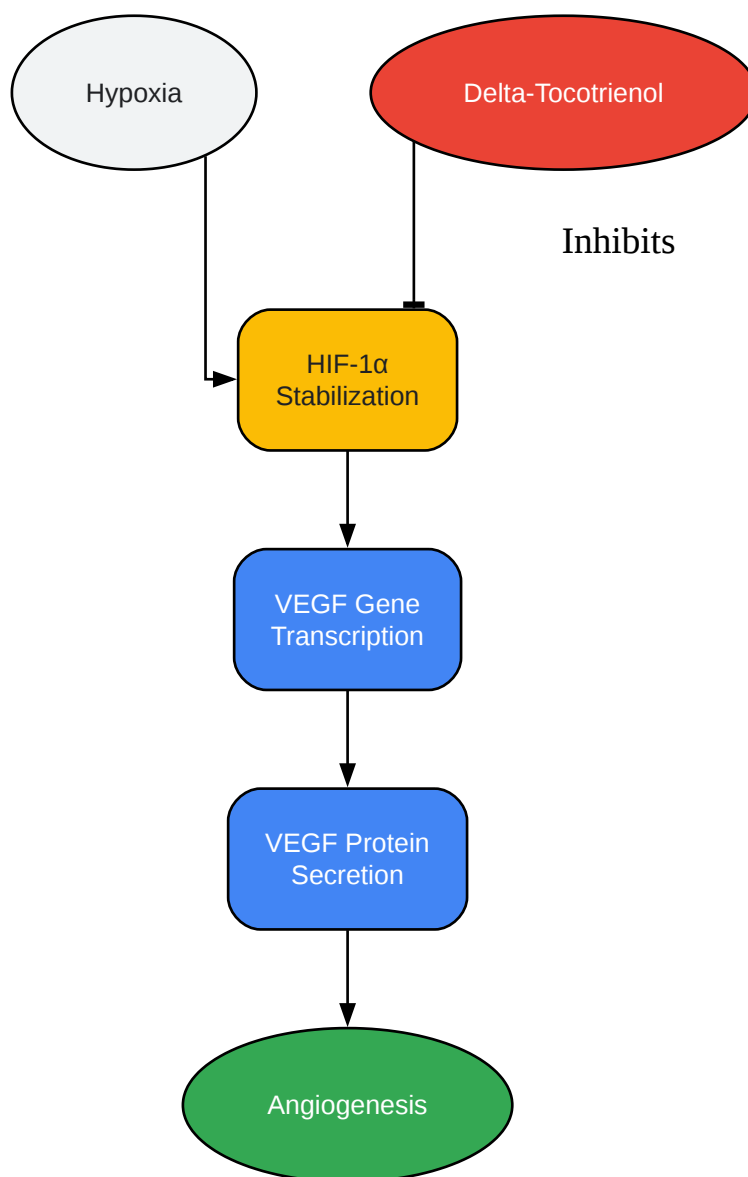 Hypoxia
Delta-Tocotrienol
Inhibits
HIF-1α
Stabilization
VEGF Gene
Transcription
VEGF Protein
Secretion
Angiogenesis